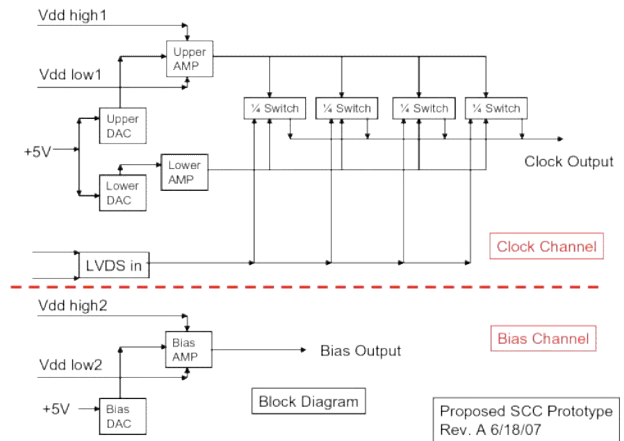 Vdd high1
Upper
AMP
Vdd low1
¼ Switch
¼ Switch
¼ Switch
¼ Switch
Upper
DAC
+5V
Lower
AMP
Clock Output
Lower
DAC
Clock Channel
LVDS in
Vdd high2
Bias Channel
Bias
AMP
Bias Output
Vdd low2
Block Diagram
+5V
Bias
DAC
Proposed SCC Prototype
Rev. A 6/18/07